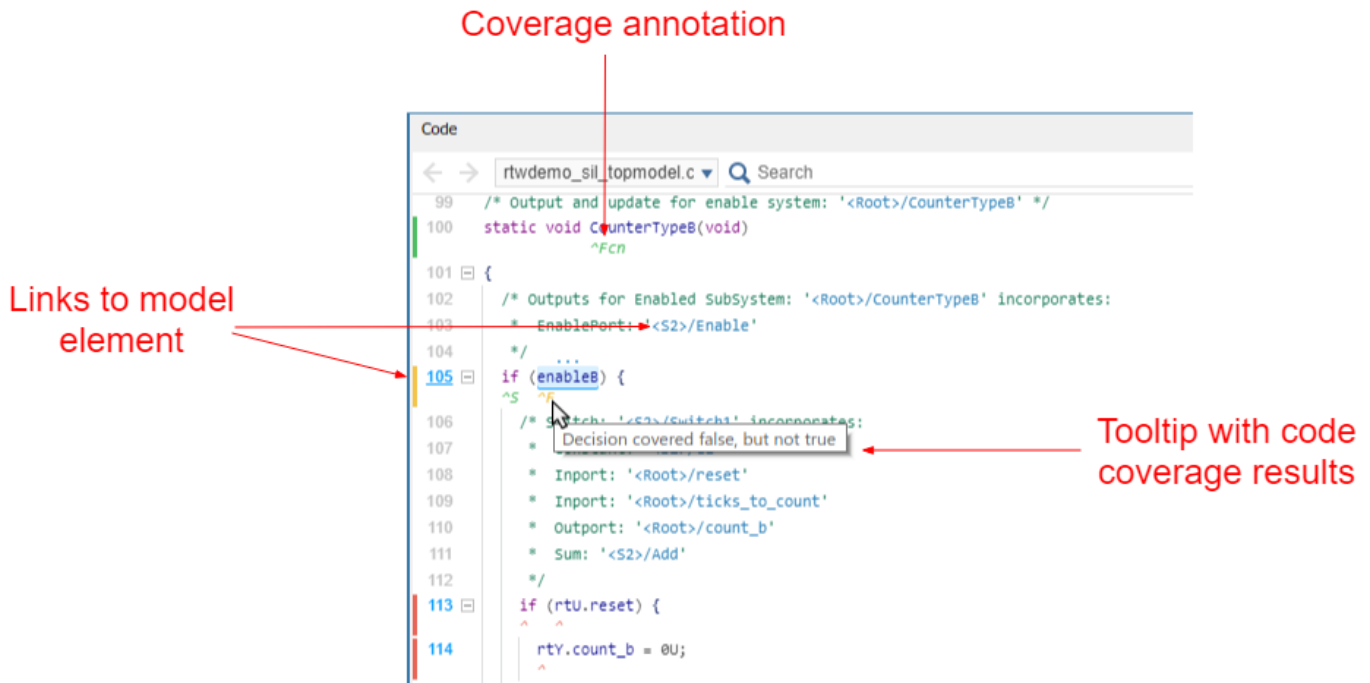 Coverage annotation
Code
rtwdemo_sil_topmodel.c Search
99 /* Output and update for enable system: '<Root>/CounterTypeB' */
100 static void CounterTypeB(void)
^Fcn
101 {
Links to model
element
102 /* Outputs for Enabled SubSystem: '<Root>/CounterTypeB' incorporates:
103 * EnablePort: '<S2>/Enable'
104 */
...
105 if (enableB) {
^S ^F
106 /* Switch: '<S2>/Switch1' incorporates:
Decision covered false, but not true
107 *
108 * Inport: '<Root>/reset'
Tooltip with code
coverage results
109 * Inport: '<Root>/ticks_to_count'
110 * Outport: '<Root>/count_b'
111 * Sum: '<S2>/Add'
112 */
113 if (rtU.reset) {
^ ^
114 rtY.count_b = 0U;
^